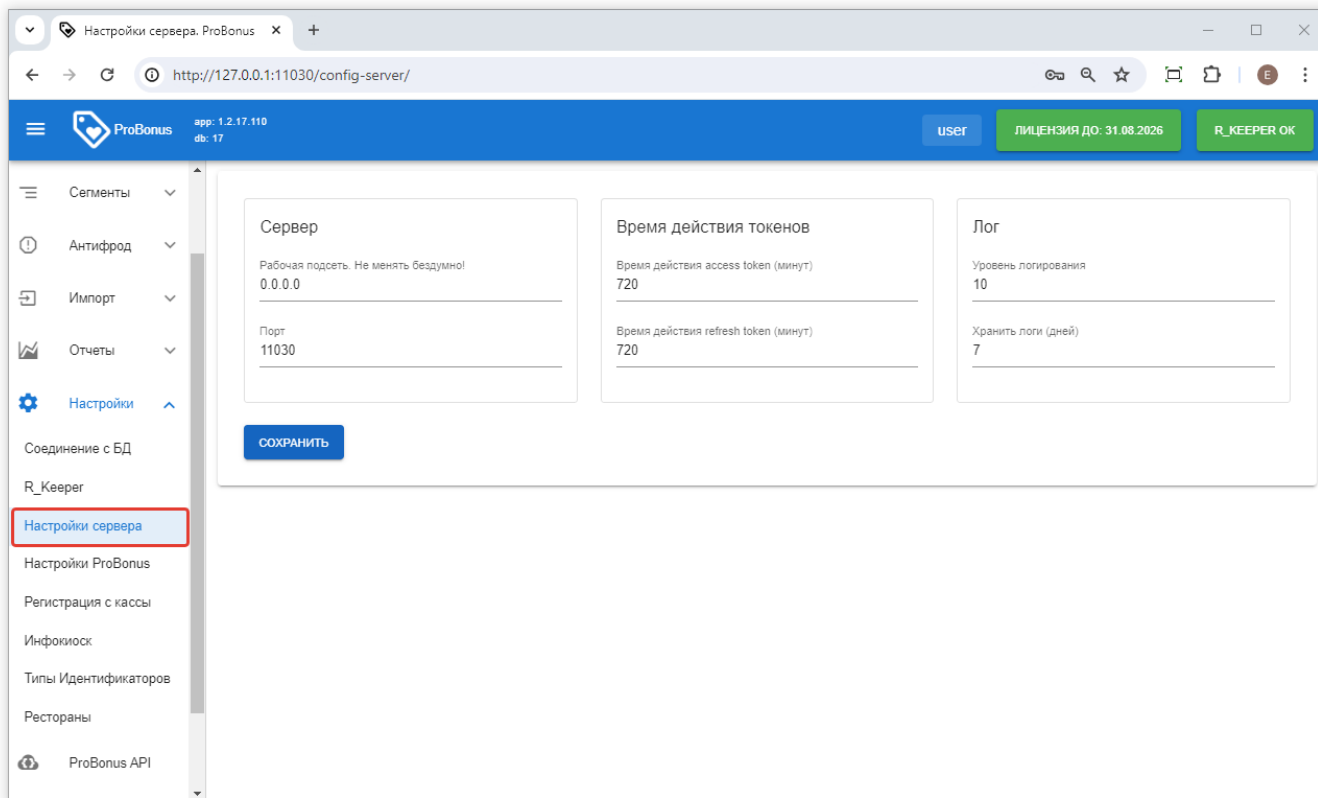 Настройки сервера. ProBonus
http://127.0.0.1:11030/config-server/
E
ProBonus
app: 1.2.17.110
db: 17
user
ЛИЦЕНЗИЯ ДО: 31.08.2026
R_KEEPER OK
Сегменты
Антифрод
Импорт
Отчеты
Настройки
Соединение с БД
R_Keeper
Настройки сервера
Настройки ProBonus
Регистрация с кассы
Инфокиоск
Типы Идентификаторов
Рестораны
ProBonus API
Сервер
Рабочая подсеть. Не менять бездумно!
0.0.0.0
Порт
11030
Время действия токенов
Время действия access token (минут)
720
Время действия refresh token (минут)
720
Лог
Уровень логирования
10
Хранить логи (дней)
7
СОХРАНИТЬ